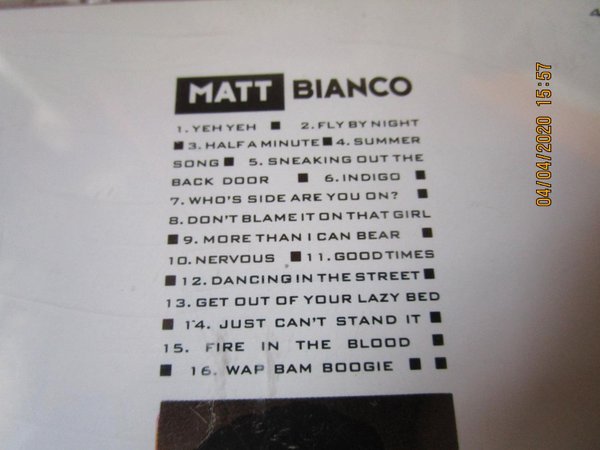 MATT BIANCO
1. YEH YEH ■ 2. FLY BY NIGHT
■ 3. HALF A MINUTE ■ 4. SUMMER
SONG ■ 5. SNEAKING OUT THE
BACK DOOR ■ 6. INDIGO ■
7. WHO'S SIDE ARE YOU ON? ■
8. DON'T BLAME IT ON THAT GIRL
■ 9. MORE THAN I CAN BEAR ■
10. NERVOUS ■ 11. GOOD TIMES
■ 12. DANCING IN THE STREET ■
13. GET OUT OF YOUR LAZY BED
■ 14. JUST CAN'T STAND IT ■
15. FIRE IN THE BLOOD ■
■ 16. WAP BAM BOOGIE ■ ■
04/04/2020 15:57